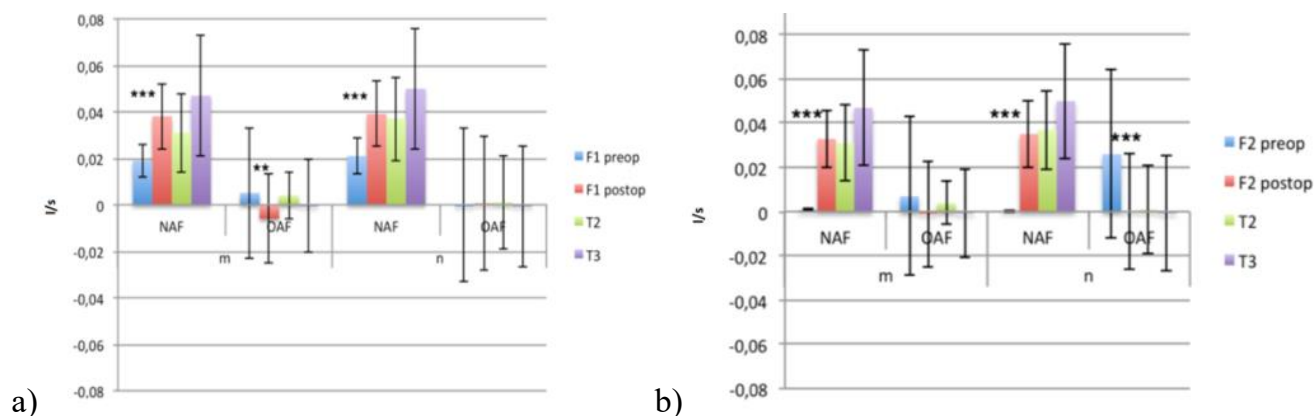 0,08
0,06
0,04
0,02
0
-0,02
-0,04
-0,06
-0,08
l/s
***
**
***
NAF
OAF
NAF
OAF
m
n
F1 preop
F1 postop
T2
T3
a)
0,08
0,06
0,04
0,02
0
-0,02
-0,04
-0,06
-0,08
l/s
***
***
***
NAF
OAF
NAF
OAF
m
n
F2 preop
F2 postop
T2
T3
b)